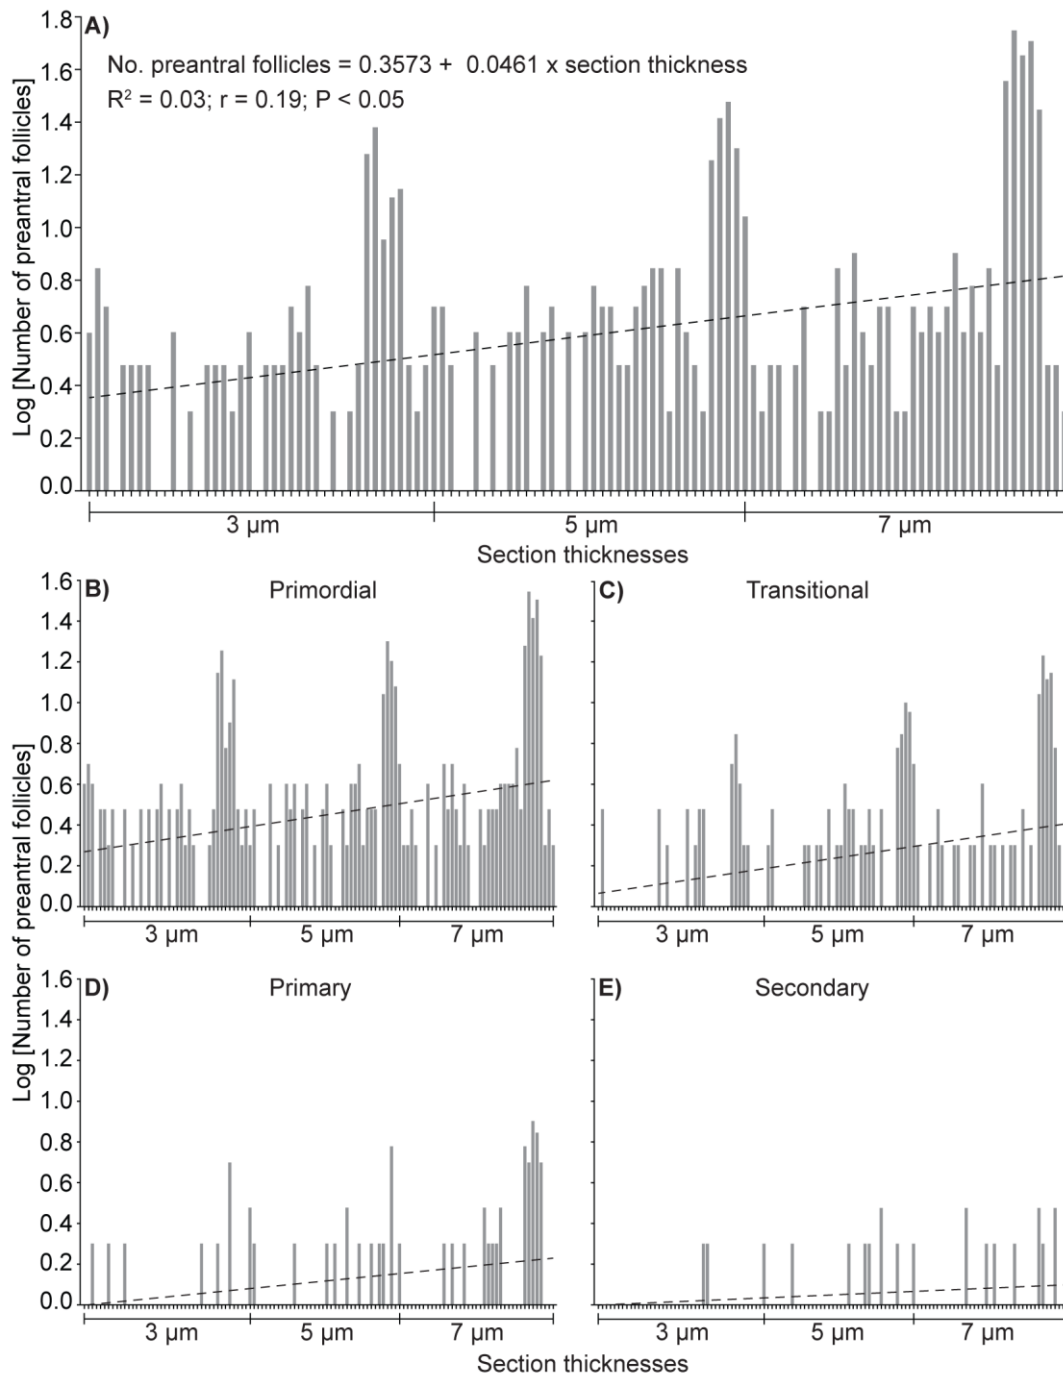 A)
No. preantral follicles = 0.3573 + 0.0461 x section thickness
R² = 0.03; r = 0.19; P < 0.05
Log [Number of preantral follicles]
1.8
1.6
1.4
1.2
1.0
0.8
0.6
0.4
0.2
0.0
3 µm 5 µm 7 µm
Section thicknesses
B) Primordial
C) Transitional
Log [Number of preantral follicles]
1.6
1.4
1.2
1.0
0.8
0.6
0.4
0.2
0.0
3 µm 5 µm 7 µm
3 µm 5 µm 7 µm
D) Primary
E) Secondary
1.6
1.4
1.2
1.0
0.8
0.6
0.4
0.2
0.0
3 µm 5 µm 7 µm
3 µm 5 µm 7 µm
Section thicknesses